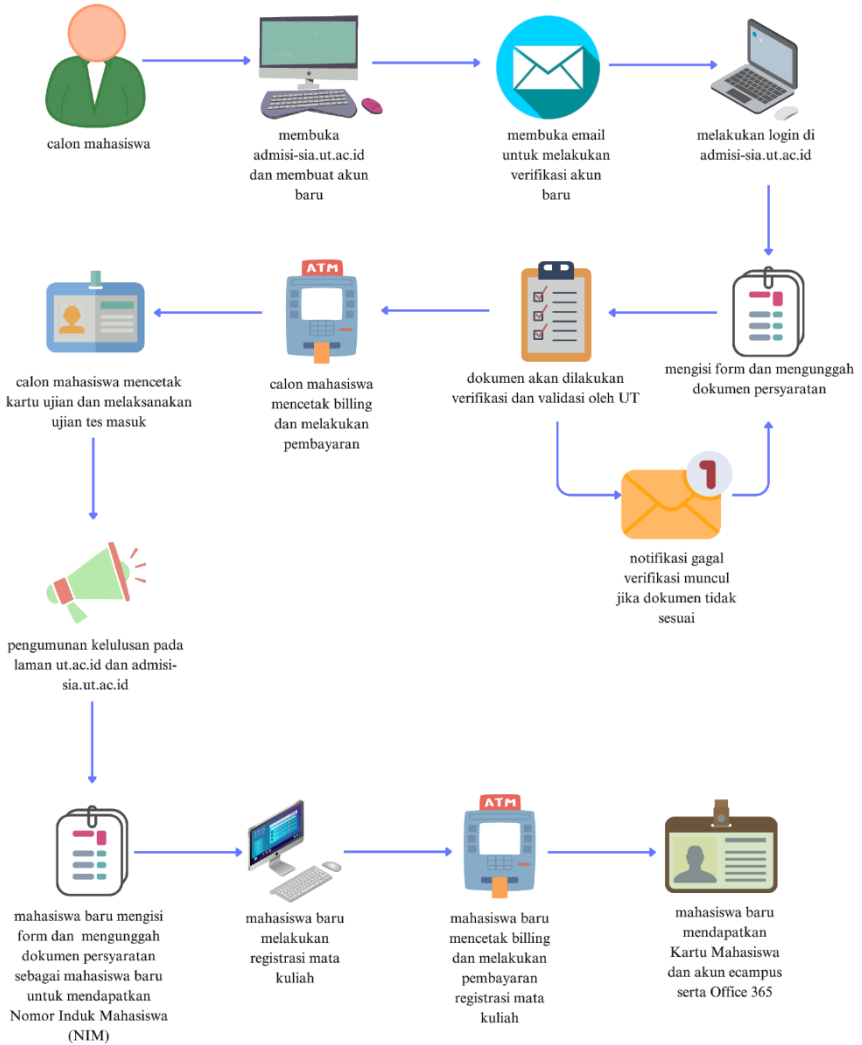 calon mahasiswa
membuka
admisi-sia.ut.ac.id
dan membuat akun
baru
membuka email
untuk melakukan
verifikasi akun
baru
melakukan login di
admisi-sia.ut.ac.id
mengisi form dan mengunggah
dokumen persyaratan
dokumen akan dilakukan
verifikasi dan validasi oleh UT
1
notifikasi gagal
verifikasi muncul
jika dokumen tidak
sesuai
ATM
calon mahasiswa
mencetak billing
dan melakukan
pembayaran
calon mahasiswa mencetak
kartu ujian dan melaksanakan
ujian tes masuk
pengumunan kelulusan pada
laman ut.ac.id dan admisi-
sia.ut.ac.id
mahasiswa baru mengisi
form dan mengunggah
dokumen persyaratan
sebagai mahasiswa baru
untuk mendapatkan
Nomor Induk Mahasiswa
(NIM)
mahasiswa baru
melakukan
registrasi mata
kuliah
ATM
mahasiswa baru
mencetak billing
dan melakukan
pembayaran
registrasi mata
kuliah
mahasiswa baru
mendapatkan
Kartu Mahasiswa
dan akun ecampus
serta Office 365